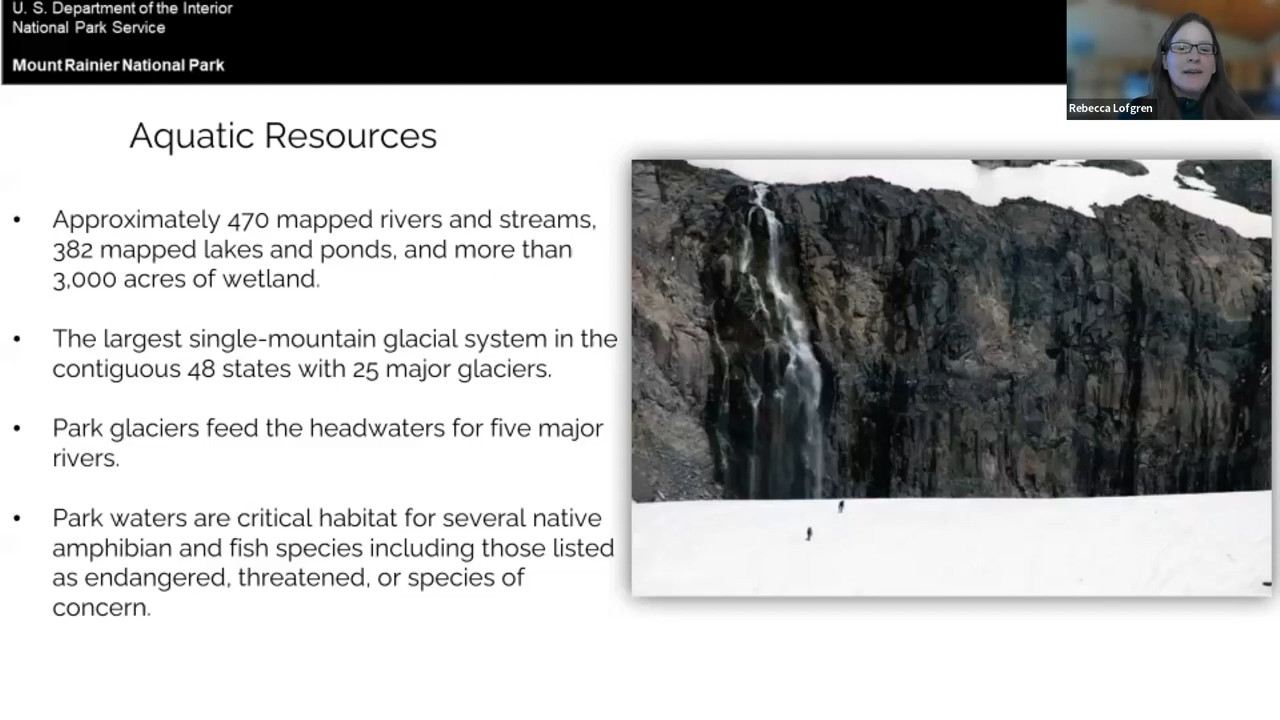 U. S. Department of the Interior
National Park Service
Mount Rainier National Park
Rebecca Lofgren
Aquatic Resources
• Approximately 470 mapped rivers and streams,
382 mapped lakes and ponds, and more than
3,000 acres of wetland.
• The largest single-mountain glacial system in the
contiguous 48 states with 25 major glaciers.
• Park glaciers feed the headwaters for five major
rivers.
• Park waters are critical habitat for several native
amphibian and fish species including those listed
as endangered, threatened, or species of
concern.